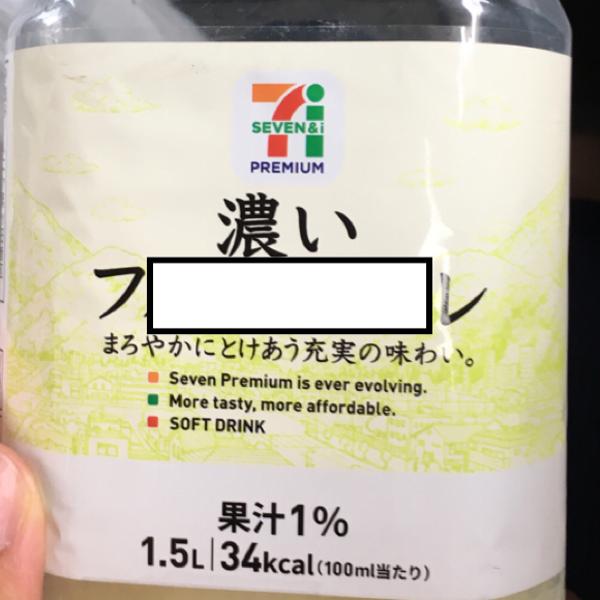 7i
SEVEN&i
PREMIUM
濃い
まろやかにとけあう充実の味わい。
Seven Premium is ever evolving.
More tasty, more affordable.
SOFT DRINK
果汁1%
1.5L|34kcal(100ml当たり)